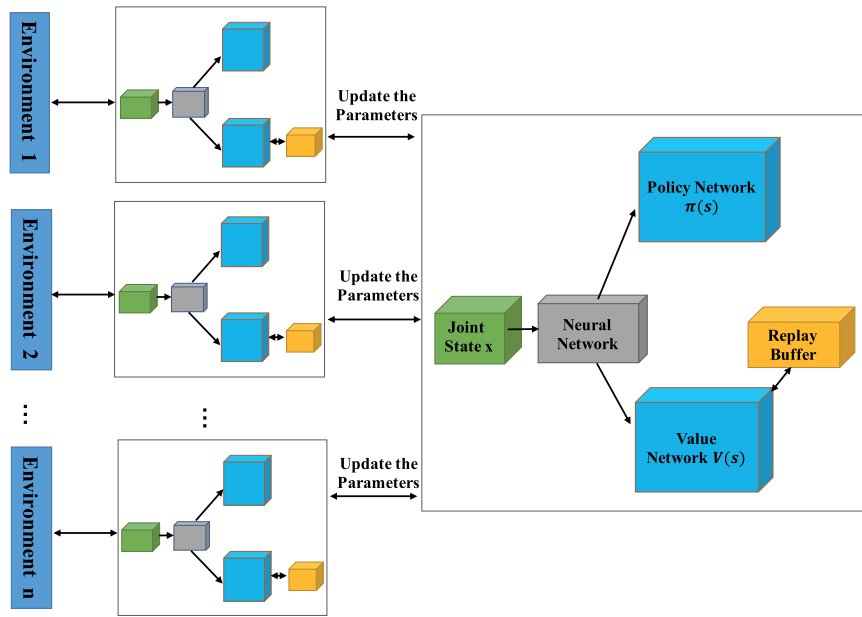 Environment 1
Update the
Parameters
Environment 2
Update the
Parameters
...
...
Environment n
Update the
Parameters
Policy Network
π(s)
Joint
State x
Neural
Network
Replay
Buffer
Value
Network V(s)